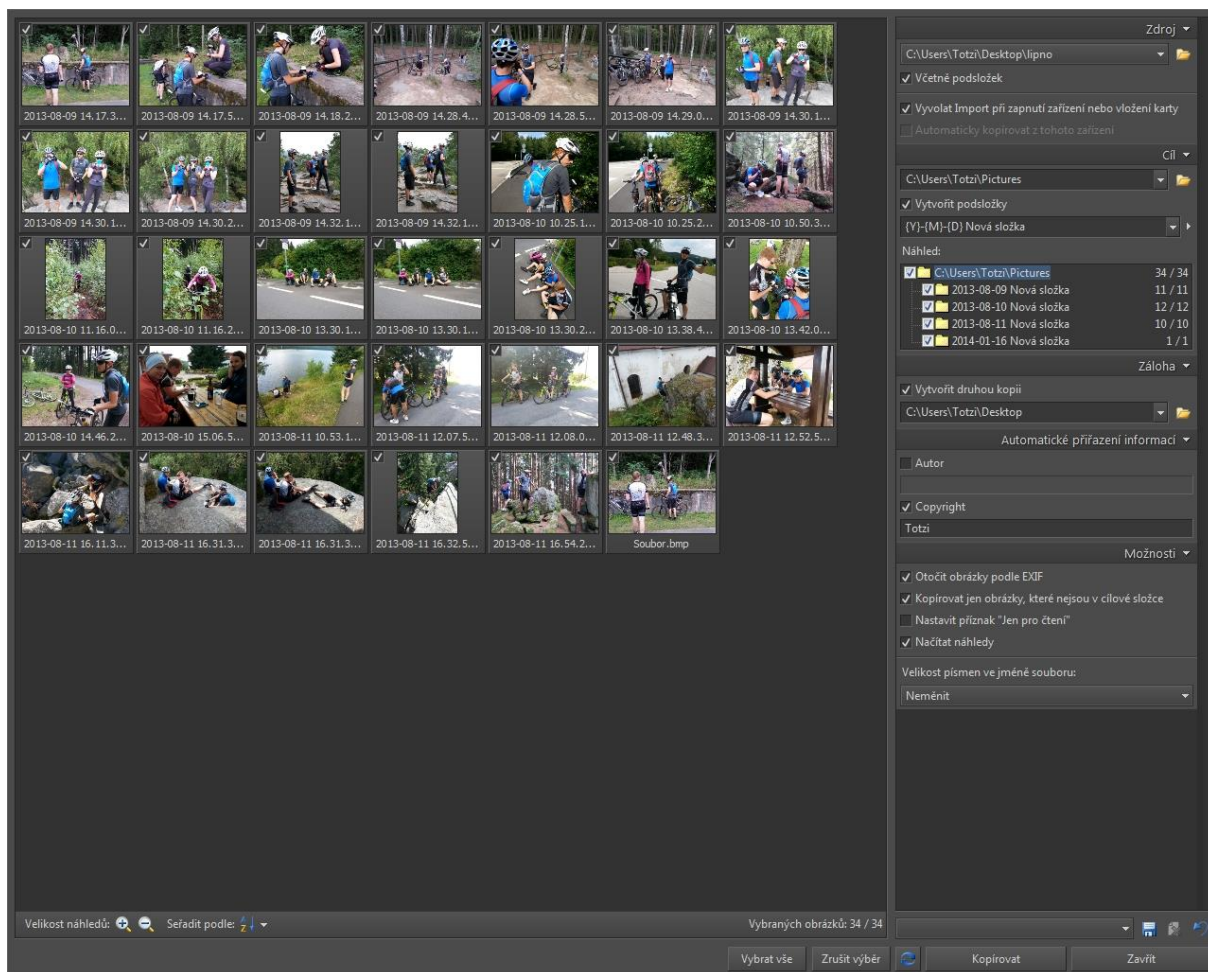 2013-08-09 14.17.3...
2013-08-09 14.17.5...
2013-08-09 14.18.2...
2013-08-09 14.28.4...
2013-08-09 14.28.5...
2013-08-09 14.29.0...
2013-08-09 14.30.1...
2013-08-09 14.30.1...
2013-08-09 14.30.2...
2013-08-09 14.32.1...
2013-08-09 14.32.1...
2013-08-10 10.25.1...
2013-08-10 10.25.2...
2013-08-10 10.50.3...
2013-08-10 11.16.0...
2013-08-10 11.16.2...
2013-08-10 13.30.1...
2013-08-10 13.30.1...
2013-08-10 13.30.2...
2013-08-10 13.38.4...
2013-08-10 13.42.0...
2013-08-10 14.46.2...
2013-08-10 15.06.5...
2013-08-11 10.53.1...
2013-08-11 12.07.5...
2013-08-11 12.08.0...
2013-08-11 12.48.3...
2013-08-11 12.52.5...
2013-08-11 16.11.3...
2013-08-11 16.31.3...
2013-08-11 16.31.3...
2013-08-11 16.32.5...
2013-08-11 16.54.2...
Soubor.bmp
Velikost náhledů:
Seřadit podle:
Vybraných obrázků: 34 / 34
Zdroj
C:\Users\Totzi\Desktop\lipno
Včetně podsložek
Vyvolat Import při zapnutí zařízení nebo vložení karty
Automaticky kopírovat z tohoto zařízení
Cíl
C:\Users\Totzi\Pictures
Vytvořit podsložky
{Y}-{M}-{D} Nová složka
Náhled:
C:\Users\Totzi\Pictures 34 / 34
2013-08-09 Nová složka 11 / 11
2013-08-10 Nová složka 12 / 12
2013-08-11 Nová složka 10 / 10
2014-01-16 Nová složka 1 / 1
Záloha
Vytvořit druhou kopii
C:\Users\Totzi\Desktop
Automatické přiřazení informací
Autor
Copyright
Totzi
Možnosti
Otočit obrázky podle EXIF
Kopírovat jen obrázky, které nejsou v cílové složce
Nastavit příznak "Jen pro čtení"
Načítat náhledy
Velikost písmen ve jméně souboru:
Neměnit
Vybrat vše
Zrušit výběr
Kopírovat
Zavřít